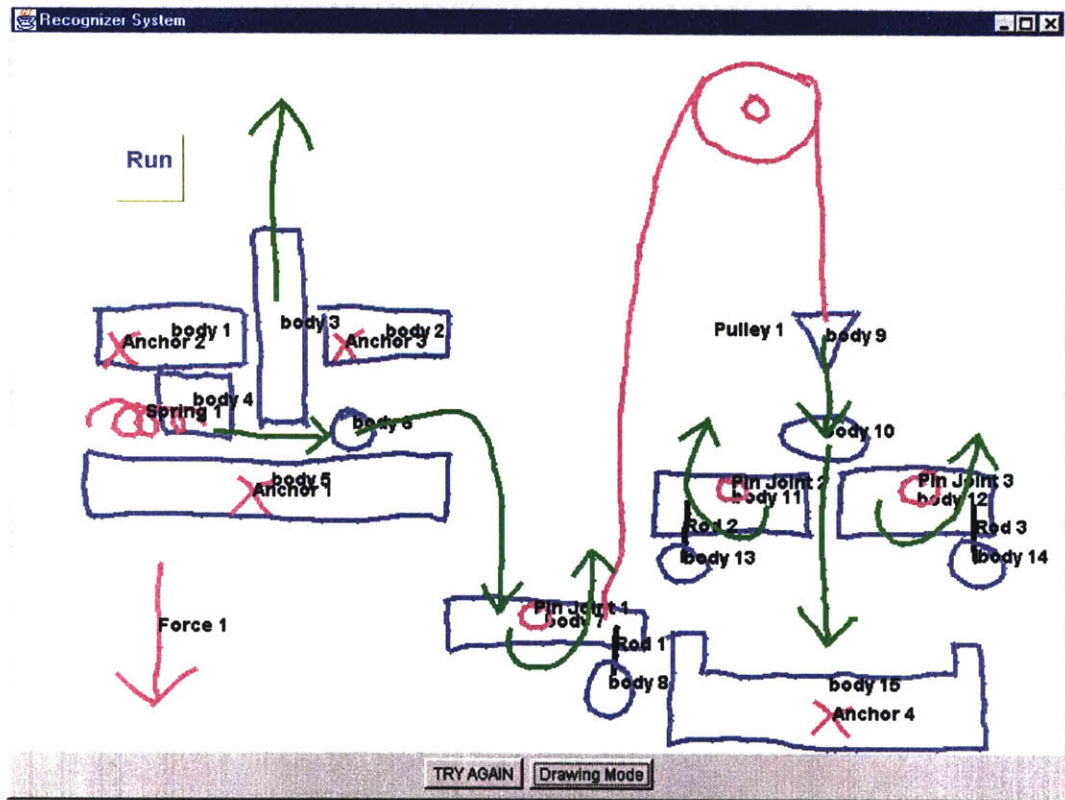 Recognizer System
Run
body 1
Anchor 2
body 3
body 2
Anchor 3
Pulley 1
body 9
body 4
Spring 1
body 6
body 10
body 5
Anchor 1
Pin Joint 2
body 11
Pin Joint 3
body 12
Rod 2
Rod 3
body 13
body 14
Force 1
Pin Joint 1
body 7
Rod 1
body 8
body 15
Anchor 4
TRY AGAIN
Drawing Mode